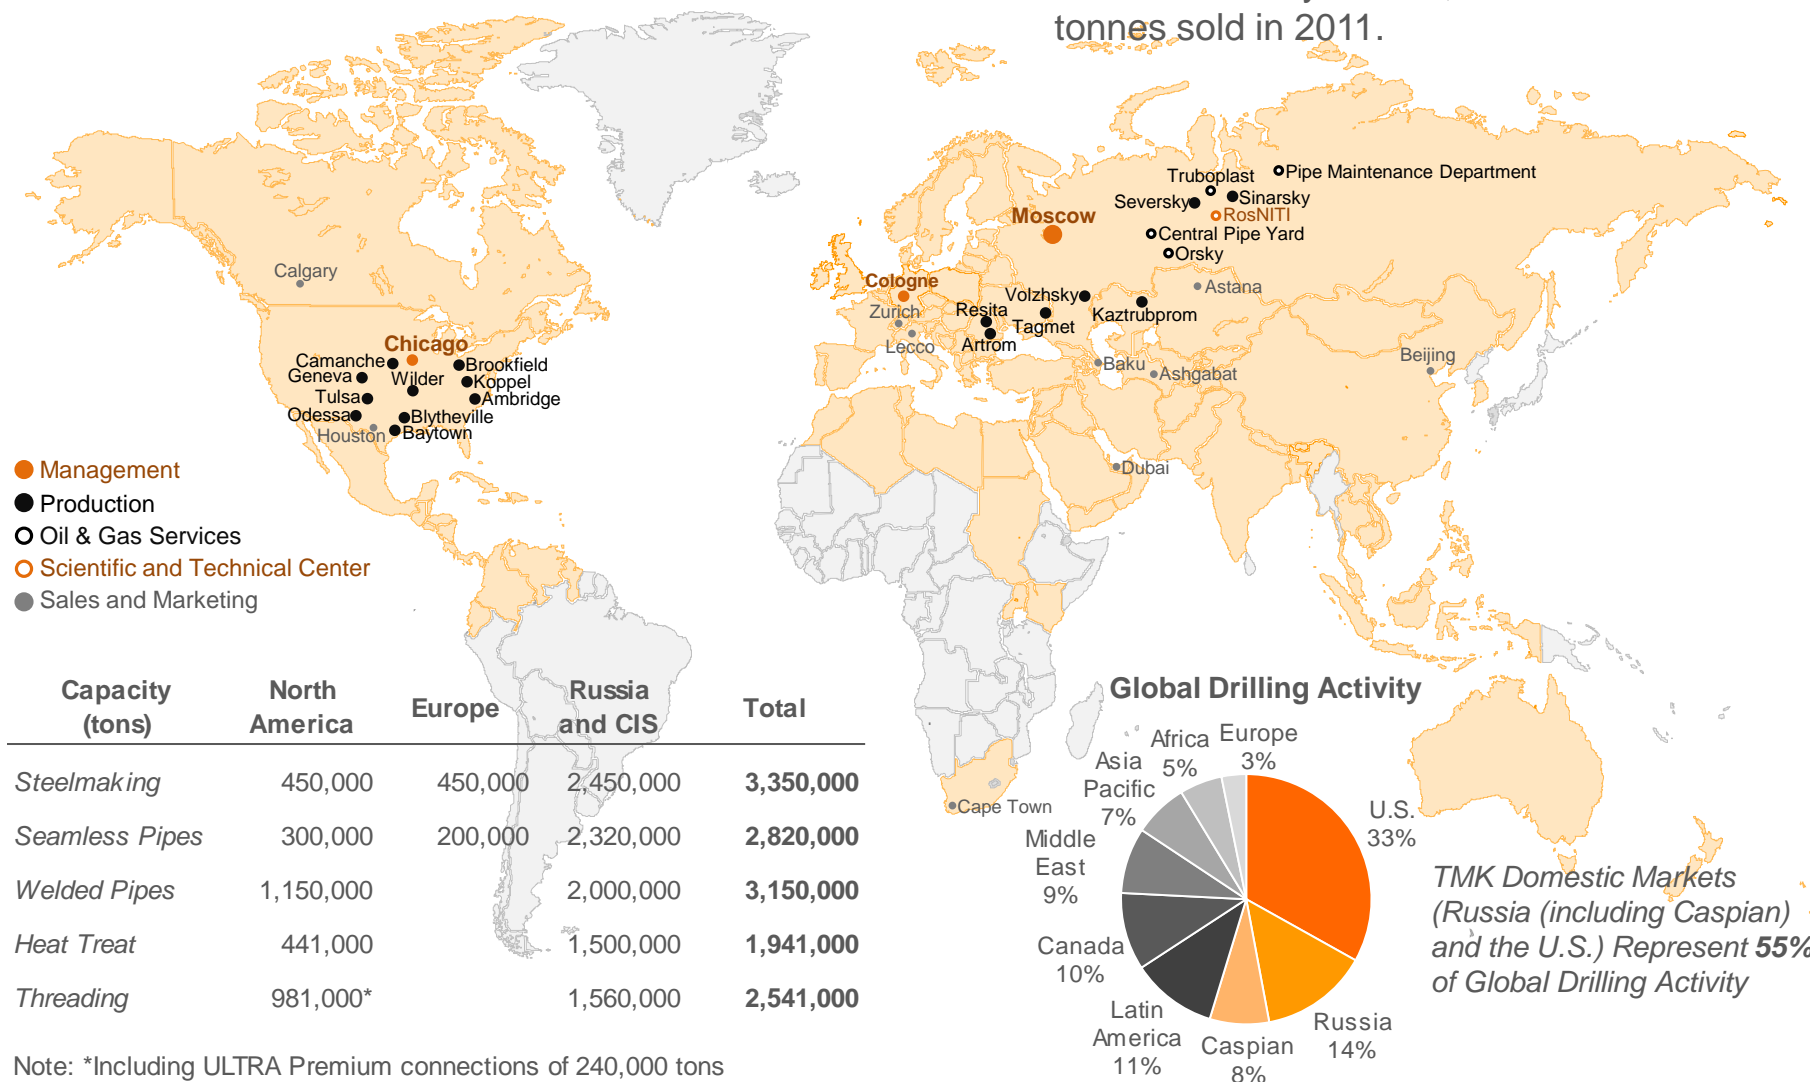 tonnes sold in 2011.
Truboplast
Pipe Maintenance Department
Seversky
Sinarsky
RosNITI
Moscow
Central Pipe Yard
Orsky
Calgary
Cologne
Astana
Volzhsky
Zurich
Resita
Tagmet
Kaztrubprom
Lecco
Artrom
Chicago
Beijing
Camanche
Brookfield
Baku
Geneva
Wilder
Koppel
Ashgabat
Tulsa
Ambridge
Odessa
Blytheville
Houston
Baytown
Dubai
Management
Production
Oil & Gas Services
Scientific and Technical Center
Sales and Marketing
Cape Town
Capacity (tons) North America Europe Russia and CIS Total
Steelmaking 450,000 450,000 2,450,000 3,350,000
Seamless Pipes 300,000 200,000 2,320,000 2,820,000
Welded Pipes 1,150,000 2,000,000 3,150,000
Heat Treat 441,000 1,500,000 1,941,000
Threading 981,000* 1,560,000 2,541,000
Note: *Including ULTRA Premium connections of 240,000 tons
Global Drilling Activity
Europe
3%
Africa
5%
Asia
Pacific
7%
U.S.
33%
Middle
East
9%
Canada
10%
Latin
America
11%
Caspian
8%
Russia
14%
TMK Domestic Markets
(Russia (including Caspian)
and the U.S.) Represent 55%
of Global Drilling Activity